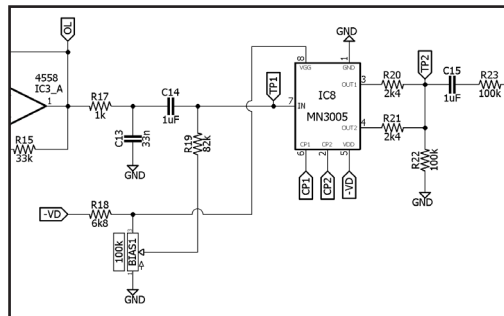 OL
4558
IC3_A
1
R17
1k
C14
1uF
TP1
R15
33k
C13
33n
GND
R19
82k
8
1
GND
VGG
GND
IC8
MN3005
7
IN
OUT1
3
OUT2
4
CP1
CP2
VDD
6
2
5
CP1
CP2
-VD
R20
2k4
R21
2k4
TP2
C15
1uF
R23
100k
R22
100k
GND
-VD
R18
6k8
100k
BIAS1
GND